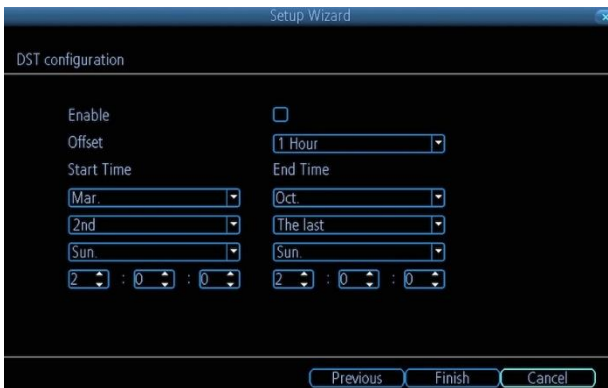 Setup Wizard
DST configuration
Enable
Offset 1 Hour
Start Time End Time
Mar. Oct.
2nd The last
Sun. Sun.
2 : 0 : 0 2 : 0 : 0
Previous Finish Cancel